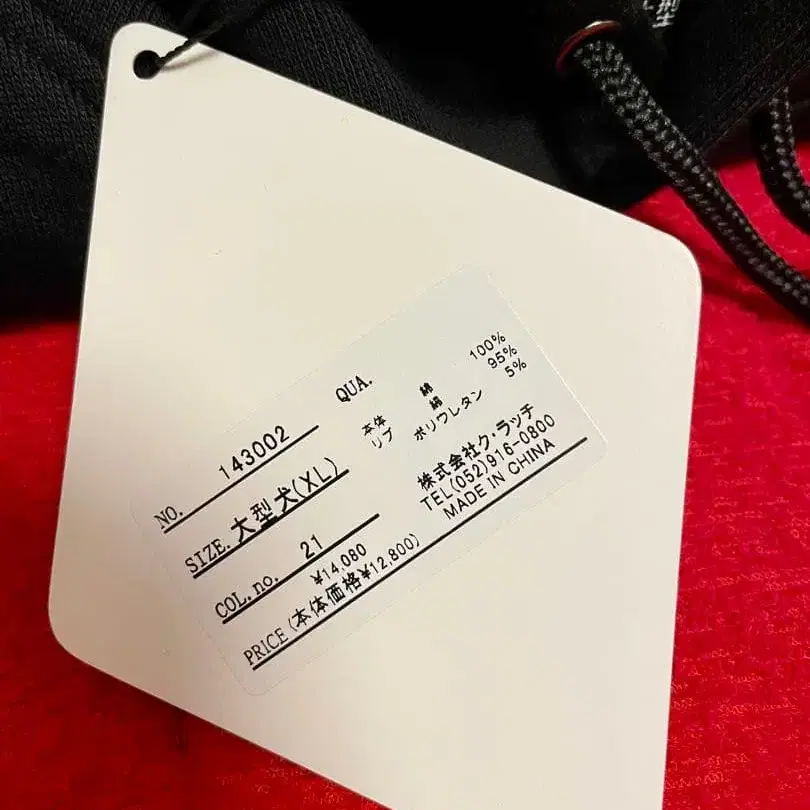 NO. 143002
SIZE. 大型犬(XL)
COL. no. 21
¥14,080
PRICE (本体価格¥12,800)
QUA.
本体 綿 100%
リブ 綿 95%
ポリウレタン 5%
株式会社ク・ラッチ
TEL(052)916-0800
MADE IN CHINA
型